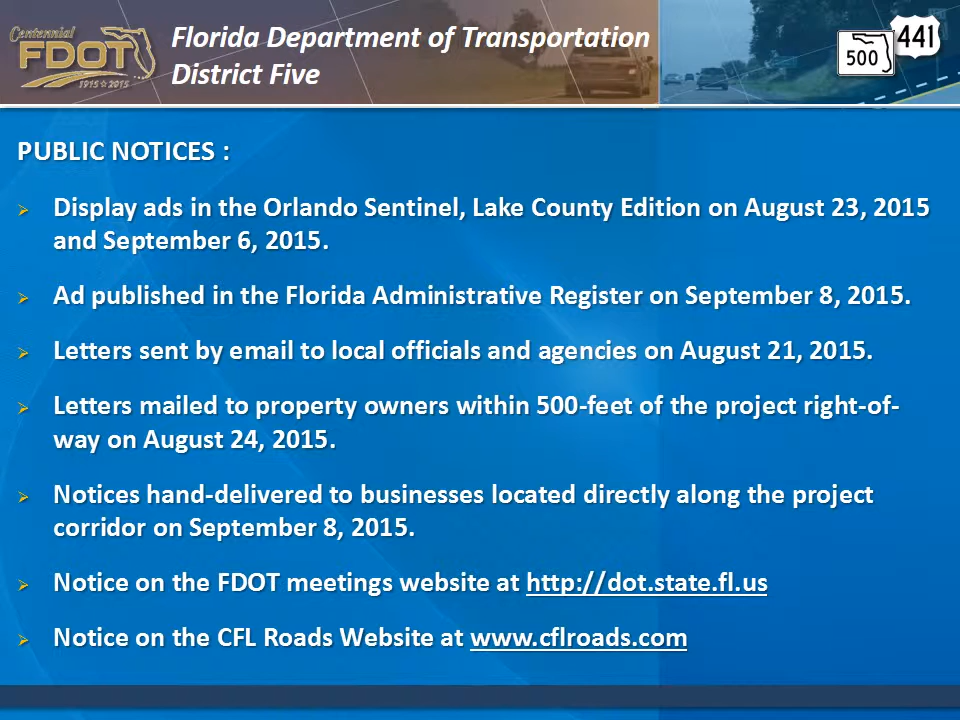 Centennial
FDOT
1915 2015
Florida Department of Transportation
District Five
500
441
PUBLIC NOTICES :
Display ads in the Orlando Sentinel, Lake County Edition on August 23, 2015
and September 6, 2015.
Ad published in the Florida Administrative Register on September 8, 2015.
Letters sent by email to local officials and agencies on August 21, 2015.
Letters mailed to property owners within 500-feet of the project right-of-
way on August 24, 2015.
Notices hand-delivered to businesses located directly along the project
corridor on September 8, 2015.
Notice on the FDOT meetings website at http://dot.state.fl.us
Notice on the CFL Roads Website at www.cflroads.com